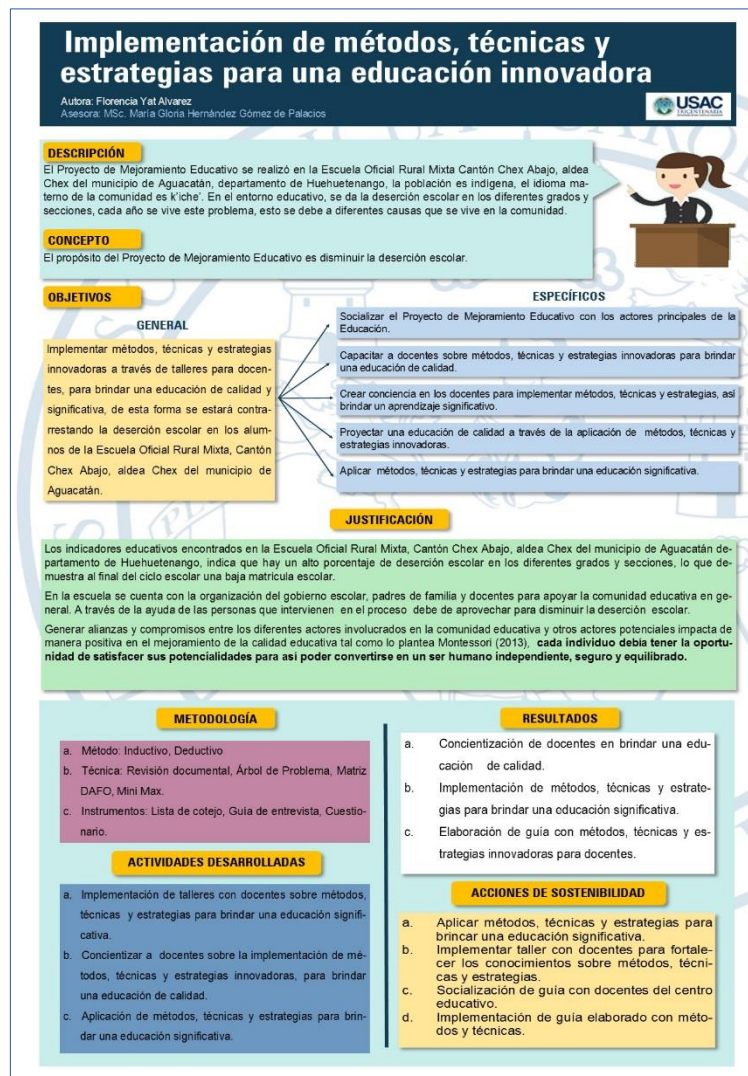 Implementación de métodos, técnicas y
estrategias para una educación innovadora
Autora: Florencia Yat Alvarez
Asesora: MSc. María Gloria Hernández Gómez de Palacios
USAC
TRICENTENARIA
DESCRIPCIÓN
El Proyecto de Mejoramiento Educativo se realizó en la Escuela Oficial Rural Mixta Cantón Chex Abajo, aldea
Chex del municipio de Aguacatán, departamento de Huehuetenango, la población es indígena, el idioma ma-
terno de la comunidad es k'iche'. En el entorno educativo, se da la deserción escolar en los diferentes grados y
secciones, cada año se vive este problema, esto se debe a diferentes causas que se vive en la comunidad.
CONCEPTO
El propósito del Proyecto de Mejoramiento Educativo es disminuir la deserción escolar.
OBJETIVOS
GENERAL
Implementar métodos, técnicas y estrategias
innovadoras a través de talleres para docen-
tes, para brindar una educación de calidad y
significativa, de esta forma se estará contra-
rrestando la deserción escolar en los alum-
nos de la Escuela Oficial Rural Mixta, Cantón
Chex Abajo, aldea Chex del municipio de
Aguacatán.
ESPECÍFICOS
Socializar el Proyecto de Mejoramiento Educativo con los actores principales de la
Educación.
Capacitar a docentes sobre métodos, técnicas y estrategias innovadoras para brindar
una educación de calidad.
Crear conciencia en los docentes para implementar métodos, técnicas y estrategias, así
brindar un aprendizaje significativo.
Proyectar una educación de calidad a través de la aplicación de métodos, técnicas y
estrategias innovadoras.
Aplicar métodos, técnicas y estrategias para brindar una educación significativa.
JUSTIFICACIÓN
Los indicadores educativos encontrados en la Escuela Oficial Rural Mixta, Cantón Chex Abajo, aldea Chex del municipio de Aguacatán de-
partamento de Huehuetenango, indica que hay un alto porcentaje de deserción escolar en los diferentes grados y secciones, lo que de-
muestra al final del ciclo escolar una baja matricula escolar.
En la escuela se cuenta con la organización del gobierno escolar, padres de familia y docentes para apoyar la comunidad educativa en gen-
eral. A través de la ayuda de las personas que intervienen en el proceso debe de aprovechar para disminuir la deserción escolar.
Generar alianzas y compromisos entre los diferentes actores involucrados en la comunidad educativa y otros actores potenciales impacta de
manera positiva en el mejoramiento de la calidad educativa tal como lo plantea Montessori (2013), cada individuo debía tener la oportu-
nidad de satisfacer sus potencialidades para así poder convertirse en un ser humano independiente, seguro y equilibrado.
METODOLOGÍA
a. Método: Inductivo, Deductivo
b. Técnica: Revisión documental, Árbol de Problema, Matriz
DAFO, Mini Max.
c. Instrumentos: Lista de cotejo, Guía de entrevista, Cuestio-
nario.
ACTIVIDADES DESARROLLADAS
a. Implementación de talleres con docentes sobre métodos,
técnicas y estrategias para brindar una educación signifi-
cativa.
b. Concientizar a docentes sobre la implementación de mé-
todos, técnicas y estrategias innovadoras, para brindar
una educación de calidad.
c. Aplicación de métodos, técnicas y estrategias para brin-
dar una educación significativa.
RESULTADOS
a. Concientización de docentes en brindar una edu-
cación de calidad.
b. Implementación de métodos, técnicas y estrate-
gias para brindar una educación significativa.
c. Elaboración de guía con métodos, técnicas y es-
trategias innovadoras para docentes.
ACCIONES DE SOSTENIBILIDAD
a. Aplicar métodos, técnicas y estrategias para
brincar una educación significativa.
b. Implementar taller con docentes para fortale-
cer los conocimientos sobre métodos, técni-
cas y estrategias.
c. Socialización de guía con docentes del centro
educativo.
d. Implementación de guía elaborado con méto-
dos y técnicas.